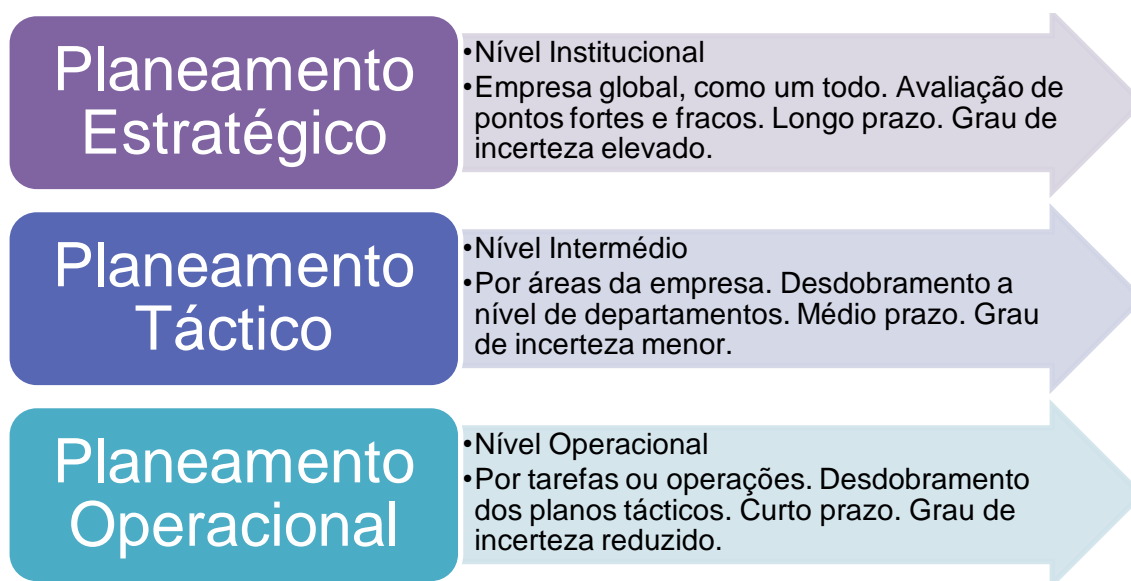 Planeamento
Estratégico
•Nível Institucional
•Empresa global, como um todo. Avaliação de
pontos fortes e fracos. Longo prazo. Grau de
incerteza elevado.
Planeamento
Táctico
•Nível Intermédio
•Por áreas da empresa. Desdobramento a
nível de departamentos. Médio prazo. Grau
de incerteza menor.
Planeamento
Operacional
•Nível Operacional
•Por tarefas ou operações. Desdobramento
dos planos tácticos. Curto prazo. Grau de
incerteza reduzido.